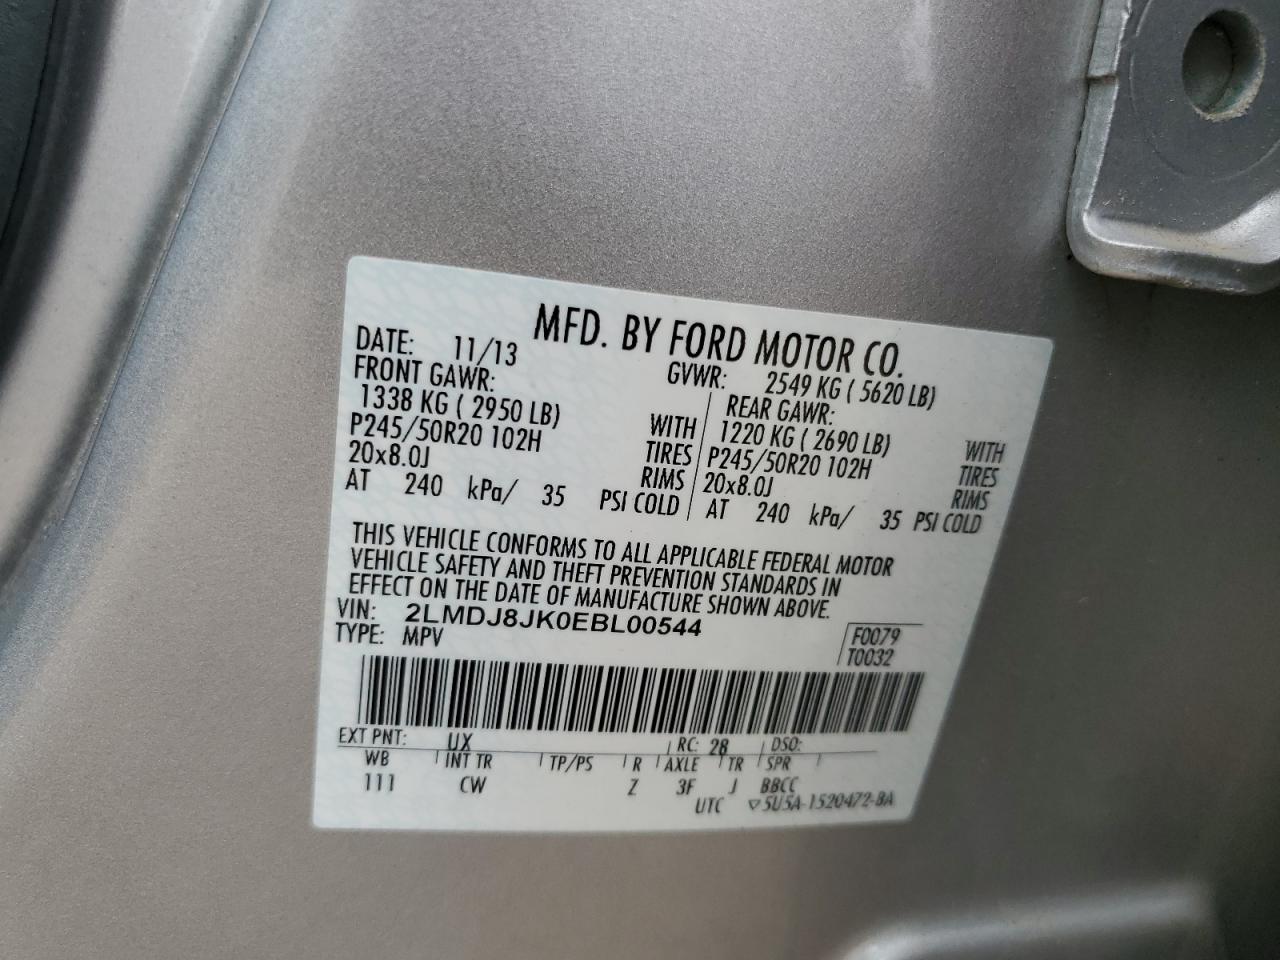 MFD. BY FORD MOTOR CO.
DATE: 11/13 GVWR: 2549 KG ( 5620 LB)
FRONT GAWR: REAR GAWR:
1338 KG ( 2950 LB) WITH 1220 KG ( 2690 LB) WITH
P245/50R20 102H TIRES P245/50R20 102H TIRES
20x8.0J RIMS 20x8.0J RIMS
AT 240 kPa/ 35 PSI COLD AT 240 kPa/ 35 PSI COLD
THIS VEHICLE CONFORMS TO ALL APPLICABLE FEDERAL MOTOR
VEHICLE SAFETY AND THEFT PREVENTION STANDARDS IN
EFFECT ON THE DATE OF MANUFACTURE SHOWN ABOVE.
VIN: 2LMDJ8JK0EBL00544
TYPE: MPV F0079
T0032
EXT PNT: UX RC: 28 DSO:
WB INT TR TP/PS R AXLE TR SPR
111 CW Z 3F J BBCC
UTC ▽5U5A-1520472-BA